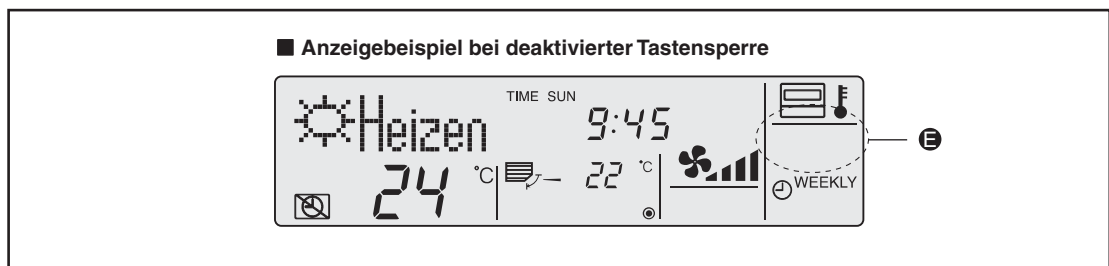 ■ Anzeigebeispiel bei deaktivierter Tastensperre
TIME SUN
Heizen 9:45
E
24 °C 22 °C
WEEKLY